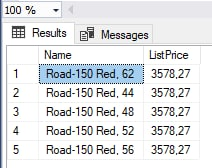 100 %
Results Messages
Name ListPrice
1 Road-150 Red, 62 3578,27
2 Road-150 Red, 44 3578,27
3 Road-150 Red, 48 3578,27
4 Road-150 Red, 52 3578,27
5 Road-150 Red, 56 3578,27